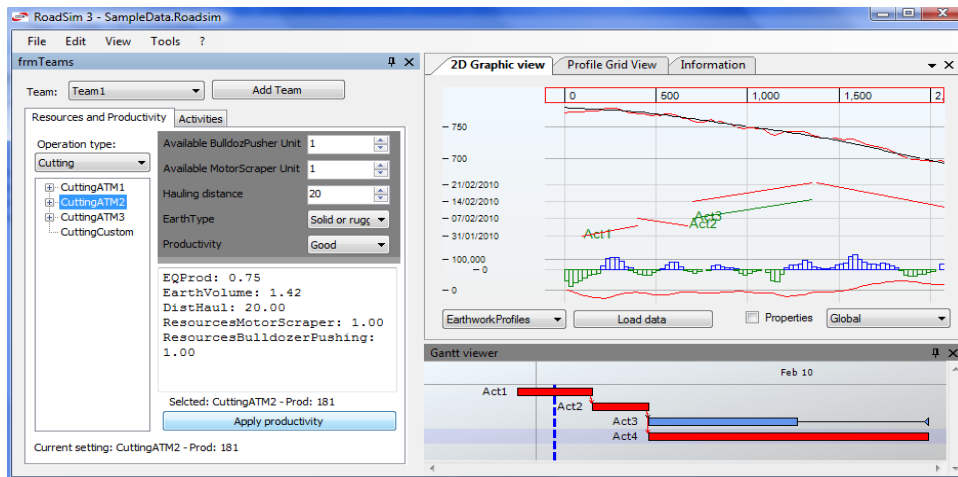 RoadSim 3 - SampleData.Roadsim
File Edit View Tools ?
frmTeams
Team: Team1 Add Team
Resources and Productivity Activities
Operation type:
Cutting
CuttingATM1
CuttingATM2
CuttingATM3
CuttingCustom
Available BulldozPusher Unit 1
Available MotorScraper Unit 1
Hauling distance 20
EarthType Solid or rugg
Productivity Good
EQProd: 0.75
EarthVolume: 1.42
DistHaul: 20.00
ResourcesMotorScraper: 1.00
ResourcesBulldozerPushing:
1.00
Selcted: CuttingATM2 - Prod: 181
Apply productivity
Current setting: CuttingATM2 - Prod: 181
2D Graphic view Profile Grid View Information
0 500 1,000 1,500 2,
750
700
21/02/2010
14/02/2010
07/02/2010
31/01/2010
Act1
Act3
Act2
100,000
0
0
EarthworkProfiles Load data Properties Global
Gantt viewer
Feb 10
Act1
Act2
Act3
Act4